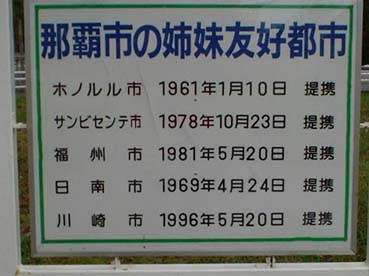 那覇市の姉妹友好都市
ホノルル市 1961年1月10日 提携
サンビセンテ市 1978年10月23日 提携
福州市 1981年5月20日 提携
日南市 1969年4月24日 提携
川崎市 1996年5月20日 提携